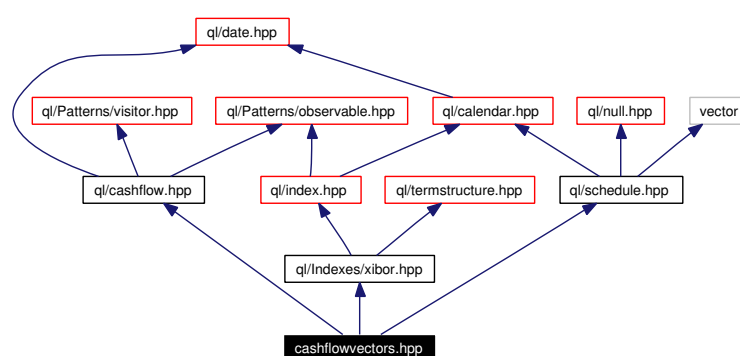 ql/date.hpp
ql/Patterns/visitor.hpp
ql/Patterns/observable.hpp
ql/calendar.hpp
ql/null.hpp
vector
ql/cashflow.hpp
ql/index.hpp
ql/termstructure.hpp
ql/schedule.hpp
ql/Indexes/xibor.hpp
cashflowvectors.hpp